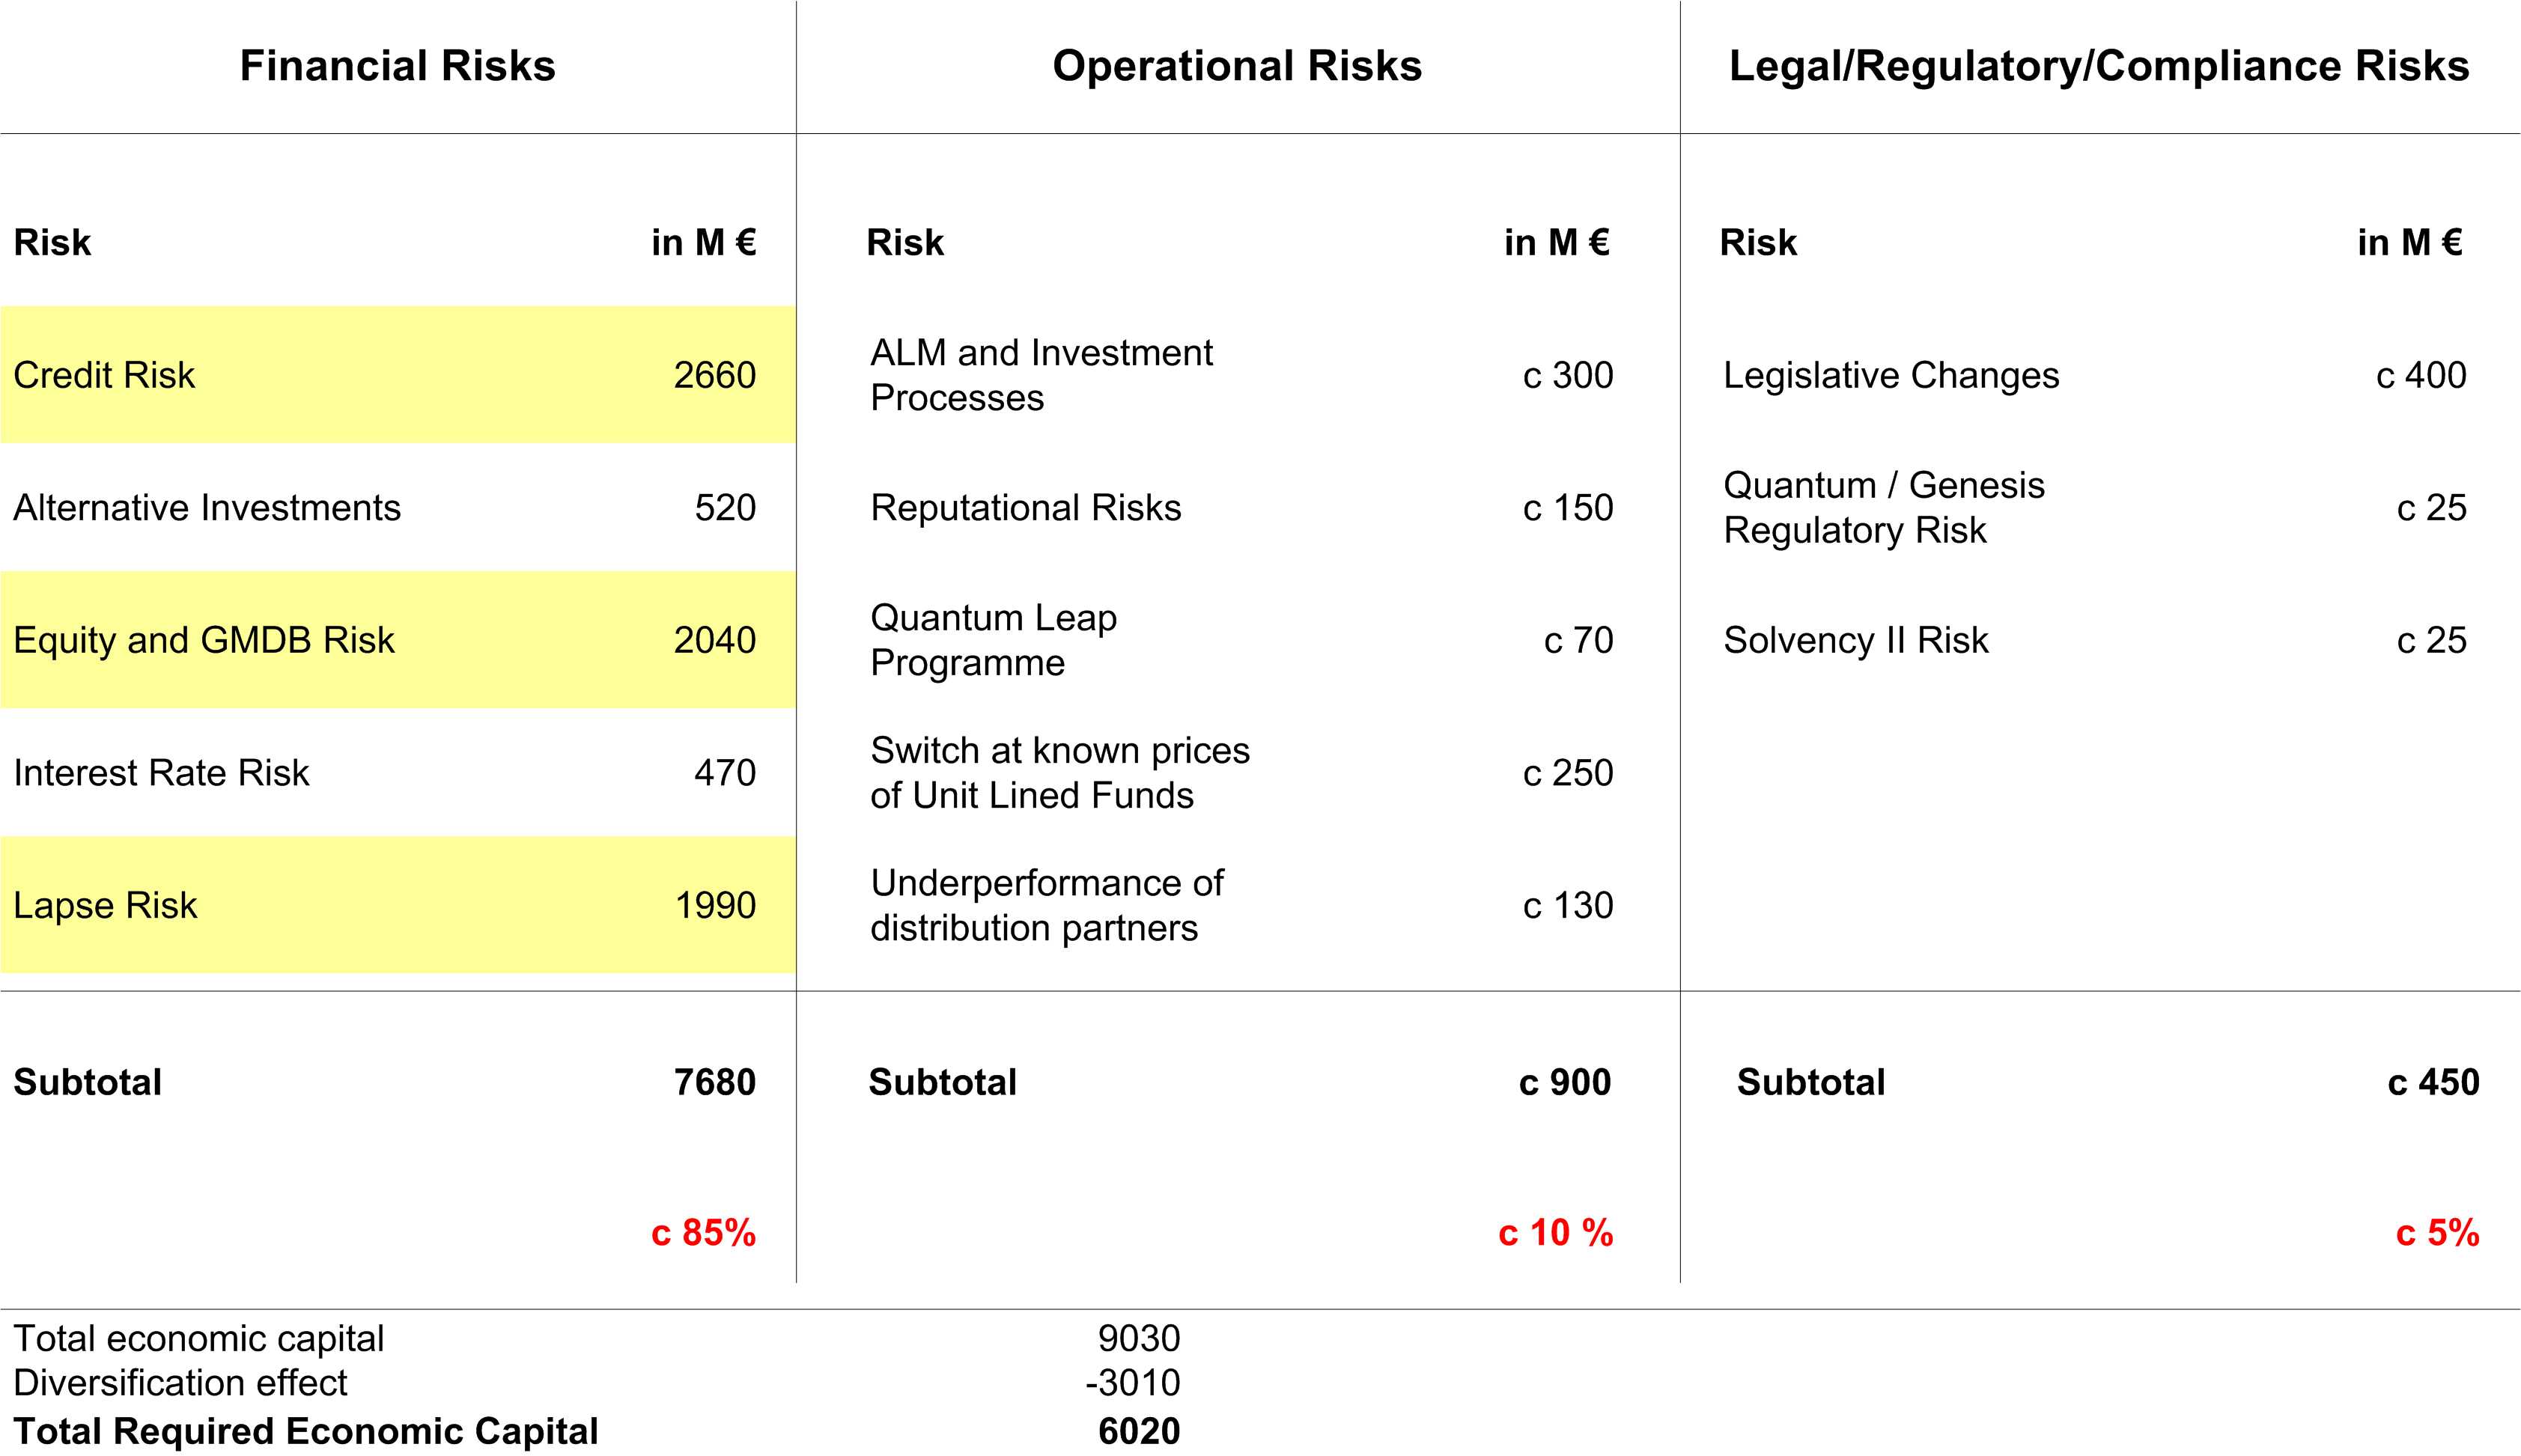 Financial Risks Operational Risks Legal/Regulatory/Compliance Risks
Risk in M € Risk in M € Risk in M €
Credit Risk 2660 ALM and Investment Processes c 300 Legislative Changes c 400
Alternative Investments 520 Reputational Risks c 150 Quantum / Genesis Regulatory Risk c 25
Equity and GMDB Risk 2040 Quantum Leap Programme c 70 Solvency II Risk c 25
Interest Rate Risk 470 Switch at known prices of Unit Lined Funds c 250
Lapse Risk 1990 Underperformance of distribution partners c 130
Subtotal 7680 Subtotal c 900 Subtotal c 450
c 85% c 10 % c 5%
Total economic capital 9030
Diversification effect -3010
Total Required Economic Capital 6020